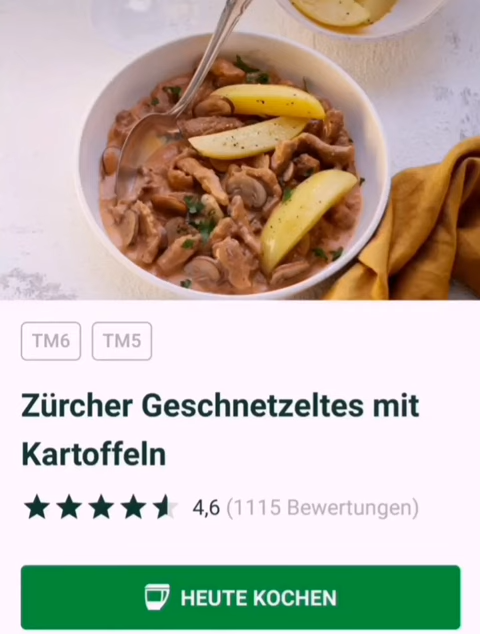 TM6 TM5
Zürcher Geschnetzeltes mit
Kartoffeln
4,6 (1115 Bewertungen)
HEUTE KOCHEN